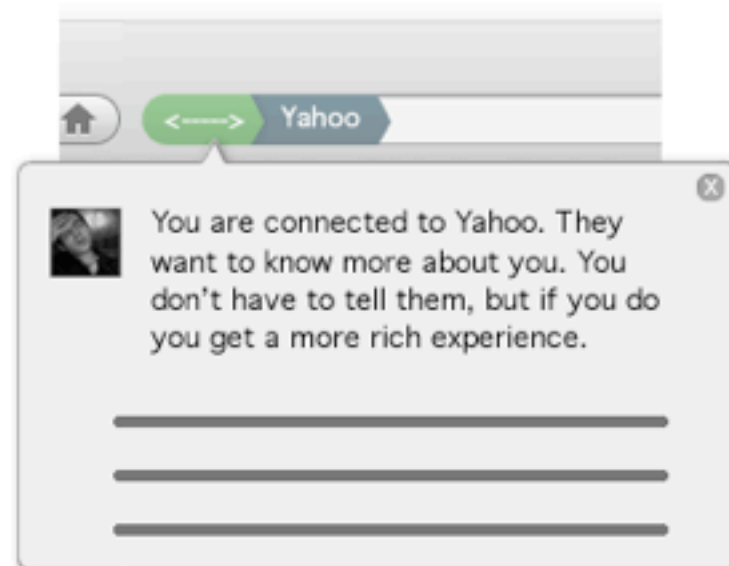 <-----> Yahoo
X
You are connected to Yahoo. They
want to know more about you. You
don't have to tell them, but if you do
you get a more rich experience.